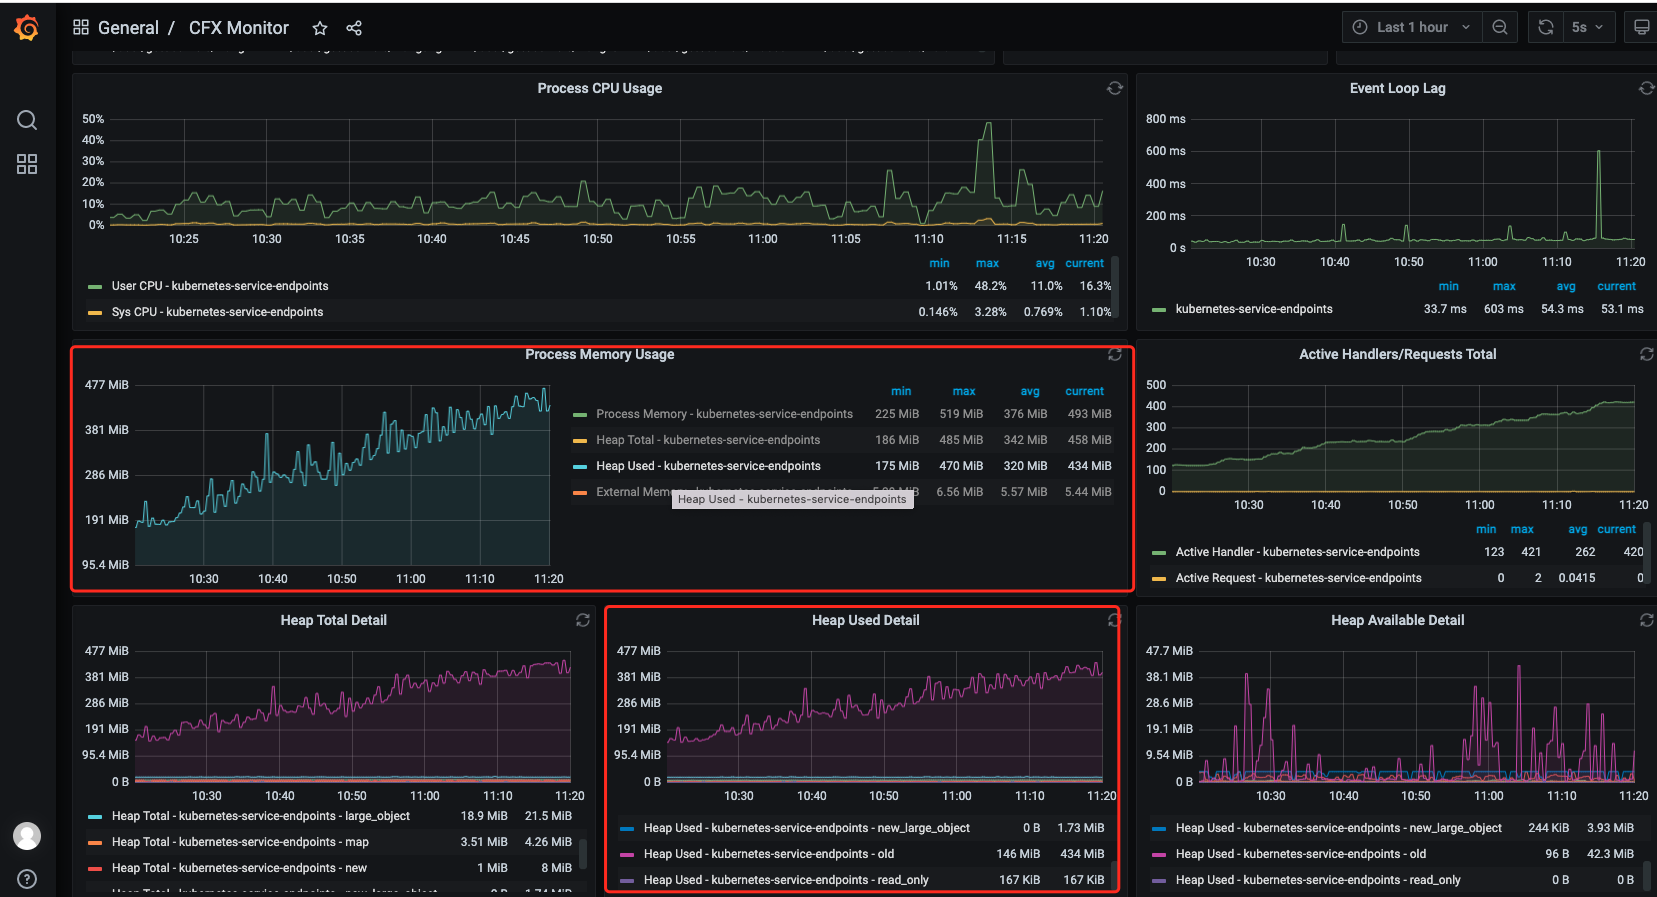 General / CFX Monitor
Last 1 hour
5s
Process CPU Usage
50%
40%
30%
20%
10%
0%
10:25 10:30 10:35 10:40 10:45 10:50 10:55 11:00 11:05 11:10 11:15 11:20
min max avg current
User CPU - kubernetes-service-endpoints 1.01% 48.2% 11.0% 16.3%
Sys CPU - kubernetes-service-endpoints 0.146% 3.28% 0.769% 1.10%
Event Loop Lag
800 ms
600 ms
400 ms
200 ms
0 s
10:30 10:40 10:50 11:00 11:10 11:20
min max avg current
kubernetes-service-endpoints 33.7 ms 603 ms 54.3 ms 53.1 ms
Process Memory Usage
477 MiB
381 MiB
286 MiB
191 MiB
95.4 MiB
10:30 10:40 10:50 11:00 11:10 11:20
min max avg current
Process Memory - kubernetes-service-endpoints 225 MiB 519 MiB 376 MiB 493 MiB
Heap Total - kubernetes-service-endpoints 186 MiB 485 MiB 342 MiB 458 MiB
Heap Used - kubernetes-service-endpoints 175 MiB 470 MiB 320 MiB 434 MiB
External 6.56 MiB 5.57 MiB 5.44 MiB
Heap Used - kubernetes-service-endpoints
Active Handlers/Requests Total
500
400
300
200
100
0
10:30 10:40 10:50 11:00 11:10 11:20
min max avg current
Active Handler - kubernetes-service-endpoints 123 421 262 420
Active Request - kubernetes-service-endpoints 0 2 0.0415 0
Heap Total Detail
477 MiB
381 MiB
286 MiB
191 MiB
95.4 MiB
0 B
10:30 10:40 10:50 11:00 11:10 11:20
Heap Total - kubernetes-service-endpoints - large_object 18.9 MiB 21.5 MiB
Heap Total - kubernetes-service-endpoints - map 3.51 MiB 4.26 MiB
Heap Total - kubernetes-service-endpoints - new 1 MiB 8 MiB
Heap Used Detail
477 MiB
381 MiB
286 MiB
191 MiB
95.4 MiB
0 B
10:30 10:40 10:50 11:00 11:10 11:20
Heap Used - kubernetes-service-endpoints - new_large_object 0 B 1.73 MiB
Heap Used - kubernetes-service-endpoints - old 146 MiB 434 MiB
Heap Used - kubernetes-service-endpoints - read_only 167 KiB 167 KiB
Heap Available Detail
47.7 MiB
38.1 MiB
28.6 MiB
19.1 MiB
9.54 MiB
0 B
10:30 10:40 10:50 11:00 11:10 11:20
Heap Used - kubernetes-service-endpoints - new_large_object 244 KiB 3.93 MiB
Heap Used - kubernetes-service-endpoints - old 96 B 42.3 MiB
Heap Used - kubernetes-service-endpoints - read_only 0 B 0 B